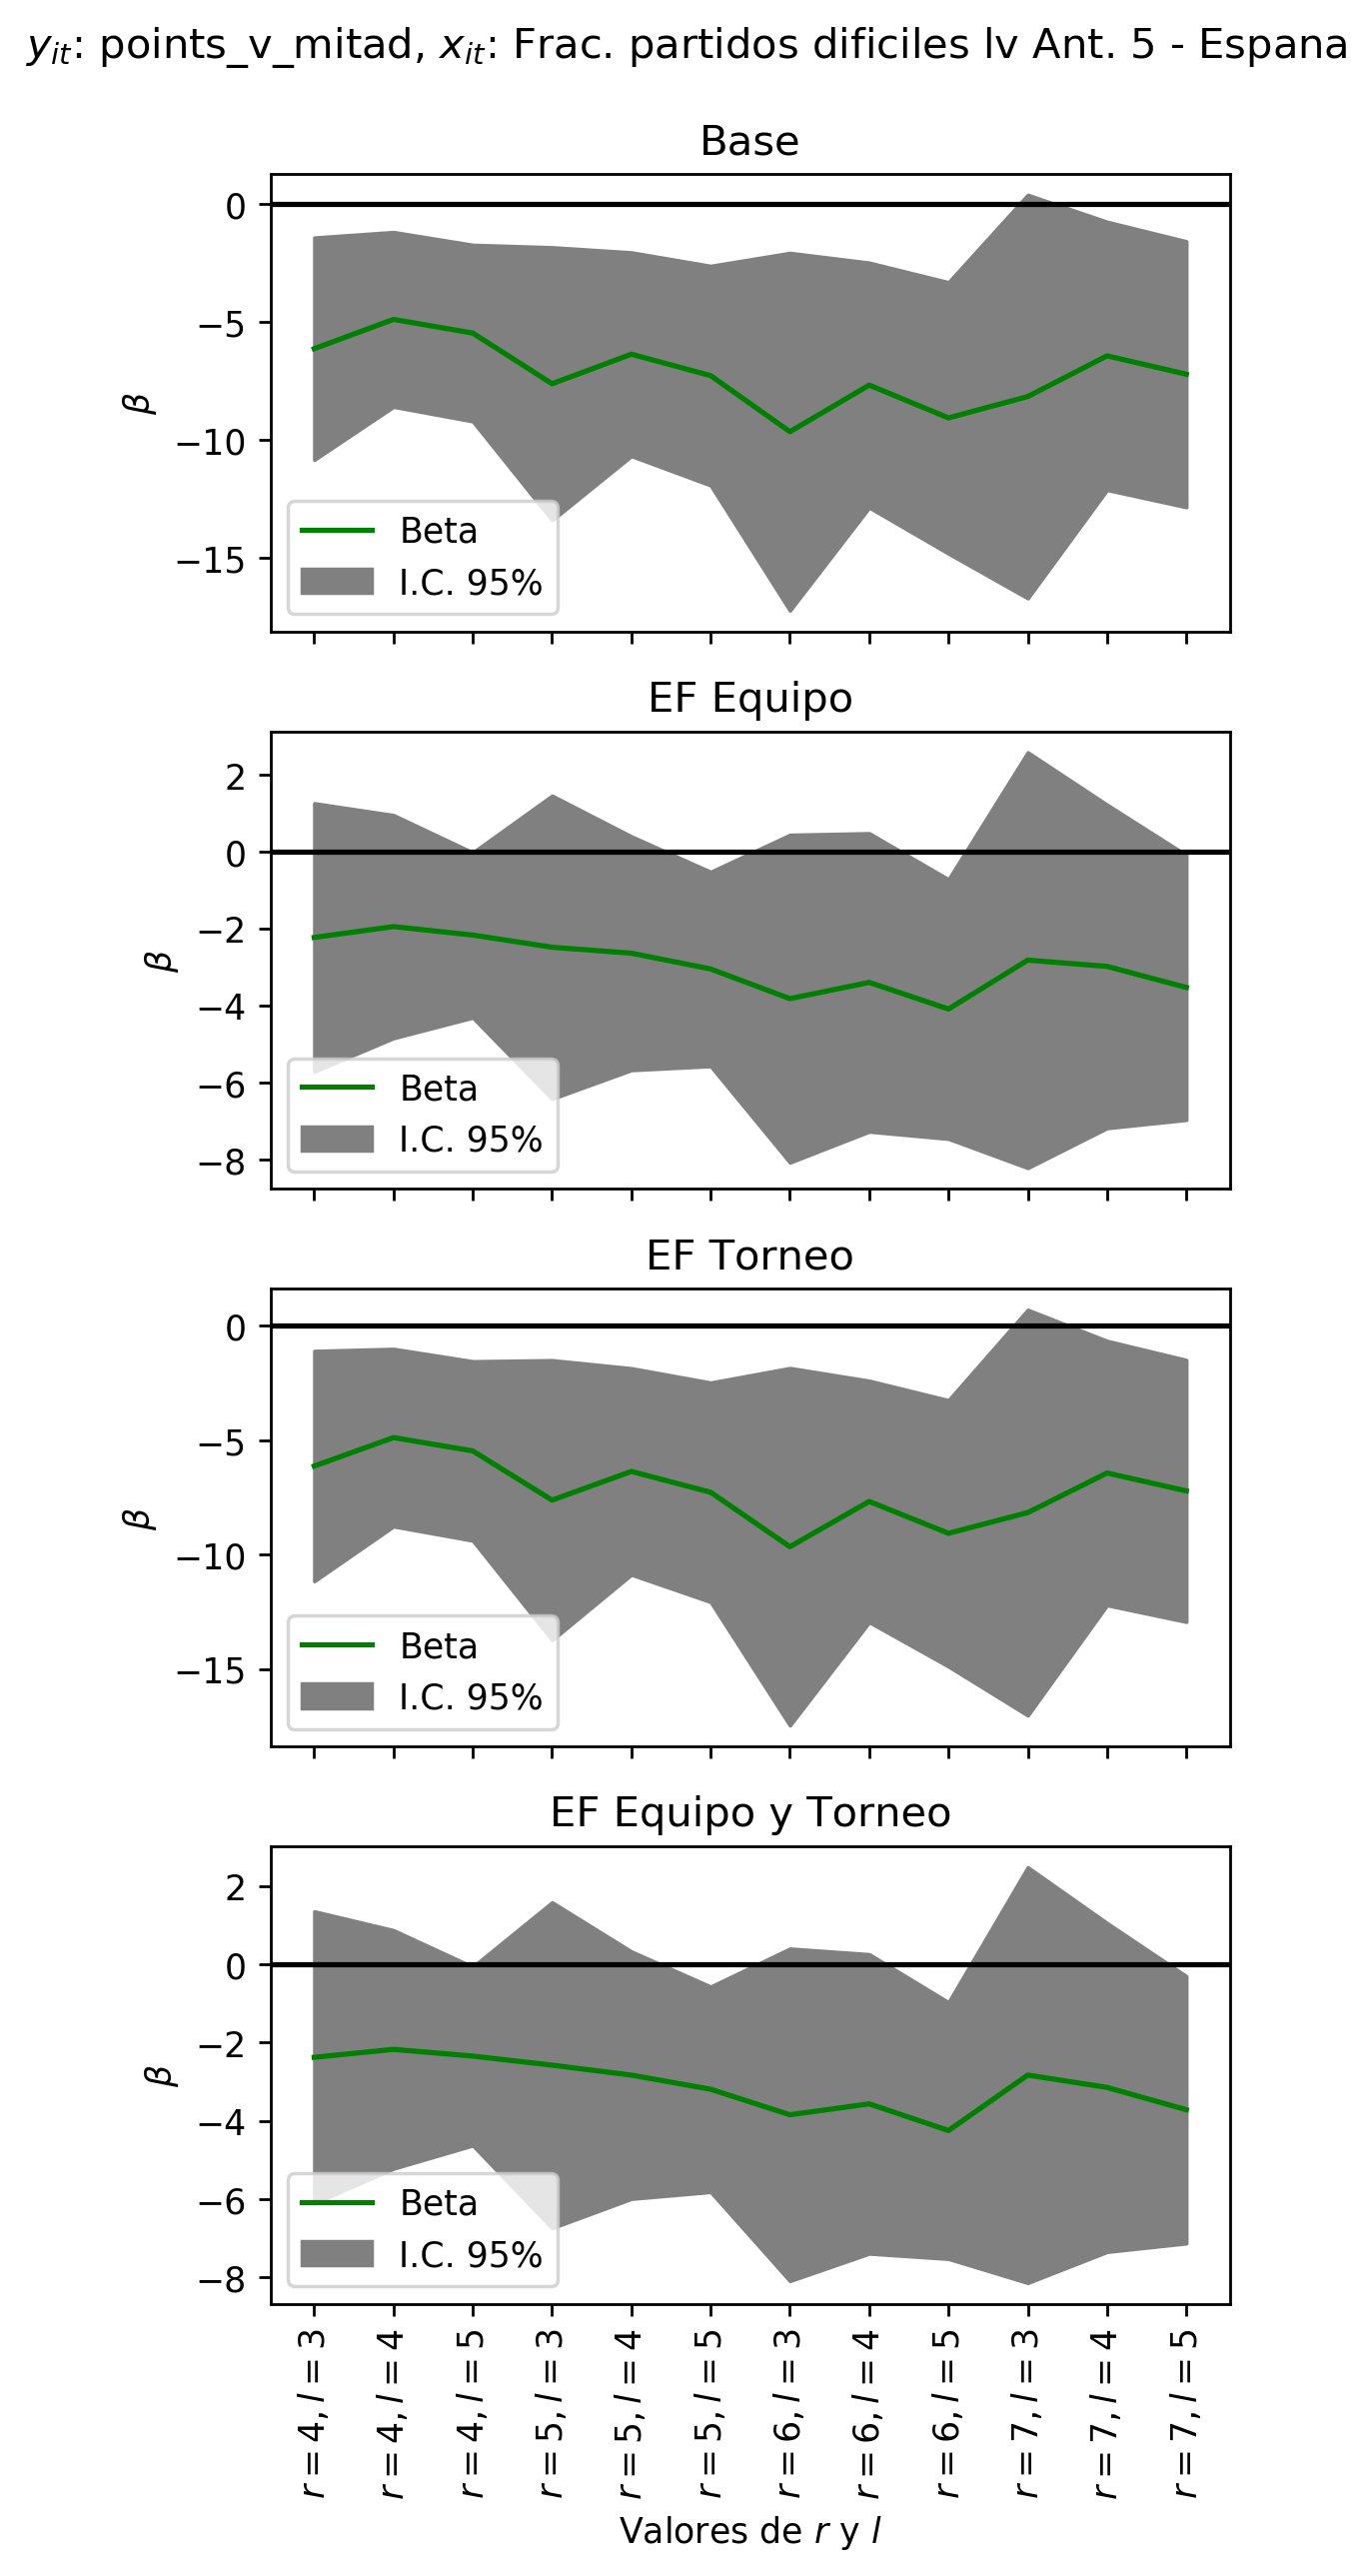 y_it: points_v_mitad, x_it: Frac. partidos dificiles lv Ant. 5 - Espana
Base
0
−5
−10
−15
β
Beta
I.C. 95%
EF Equipo
2
0
−2
−4
−6
−8
β
Beta
I.C. 95%
EF Torneo
0
−5
−10
−15
β
Beta
I.C. 95%
EF Equipo y Torneo
2
0
−2
−4
−6
−8
β
Beta
I.C. 95%
r = 4, l = 3
r = 4, l = 4
r = 4, l = 5
r = 5, l = 3
r = 5, l = 4
r = 5, l = 5
r = 6, l = 3
r = 6, l = 4
r = 6, l = 5
r = 7, l = 3
r = 7, l = 4
r = 7, l = 5
Valores de r y l